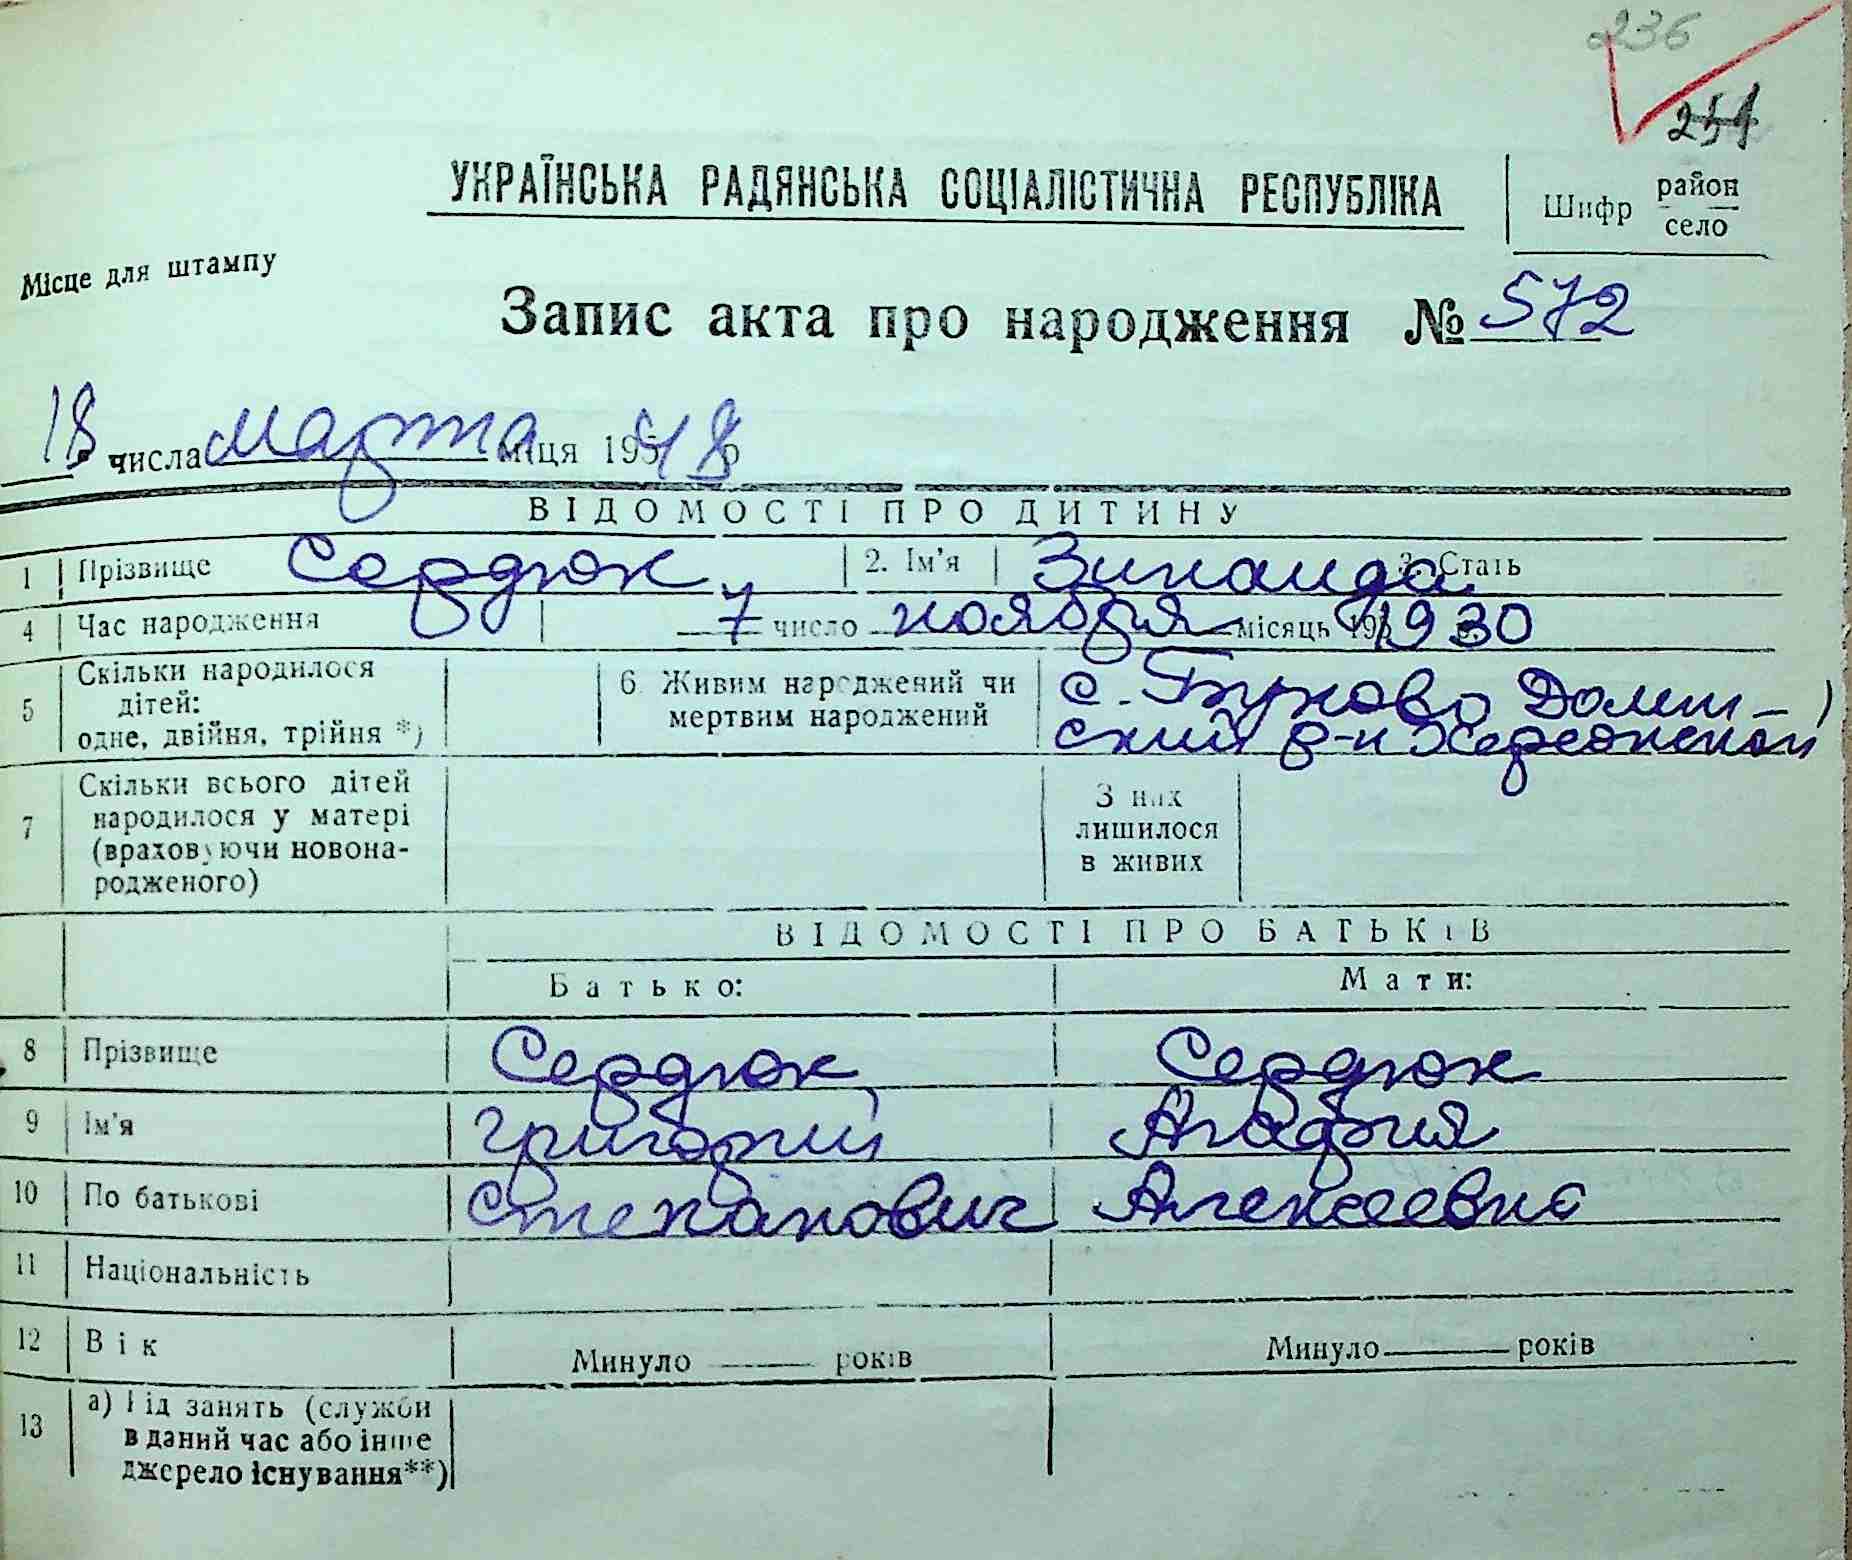 236
254
УКРАЇНСЬКА РАДЯНСЬКА СОЦІАЛІСТИЧНА РЕСПУБЛІКА
Шифр район
село
Місце для штампу
Запис акта про народження № 572
18 числа марта місяця 1948 р
ВІДОМОСТІ ПРО ДИТИНУ
1 Прізвище Сердюк 2. Ім'я Зинаида 3. Стать
4 Час народження 7 число ноября місяць 193 1930
5 Скільки народилося дітей: одне, двійня, трійня *) 6 Живим народжений чи мертвим народжений с.
ский р-н Херсонской
7 Скільки всього дітей народилося у матері (враховуючи новонародженого) З них лишилося в живих
ВІДОМОСТІ ПРО БАТЬКІВ
Батько: Мати:
8 Прізвище Сердюк Сердюк
9 Ім'я Григорий Агафия
10 По батькові Степанович Алексеевна
11 Національність
12 Вік Минуло років Минуло років
13 а) Рід занять (служби
в даний час або інше
джерело існування**)